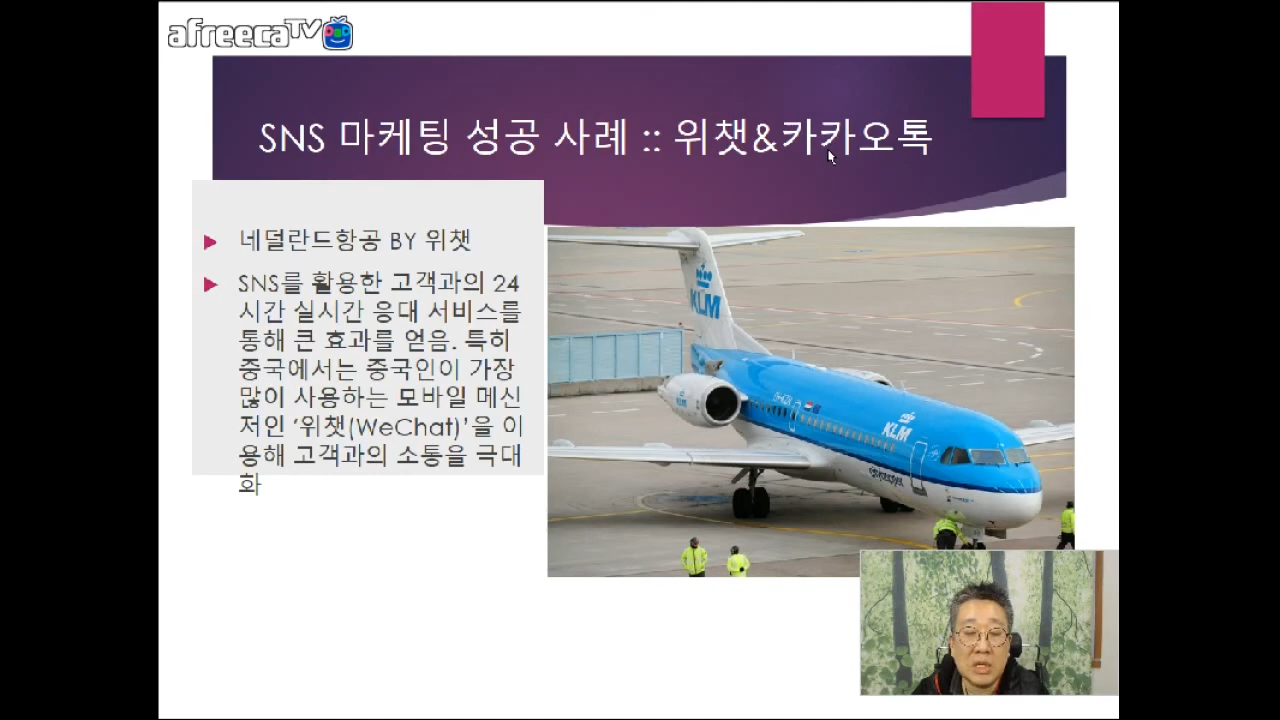 afreecaTV
SNS 마케팅 성공 사례 :: 위챗&카카오톡
네덜란드항공 BY 위챗
SNS를 활용한 고객과의 24
시간 실시간 응대 서비스를
통해 큰 효과를 얻음. 특히
중국에서는 중국인이 가장
많이 사용하는 모바일 메신
저인 '위챗(WeChat)'을 이
용해 고객과의 소통을 극대
화
KLM
KLM